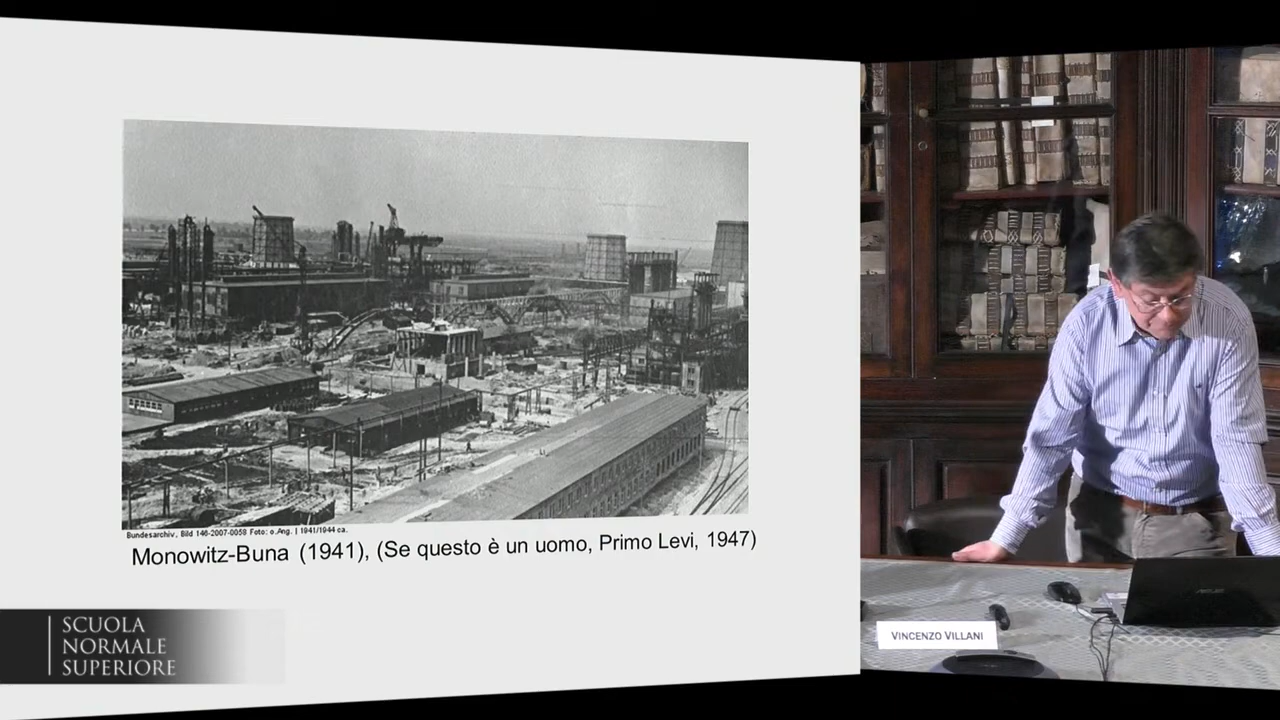 Bundesarchiv, Bild 146-2007-0058 Foto: o.Ang. | 1941/1944 ca.
Monowitz-Buna (1941), (Se questo è un uomo, Primo Levi, 1947)
SCUOLA
NORMALE
SUPERIORE
VINCENZO VILLANI
ASUS